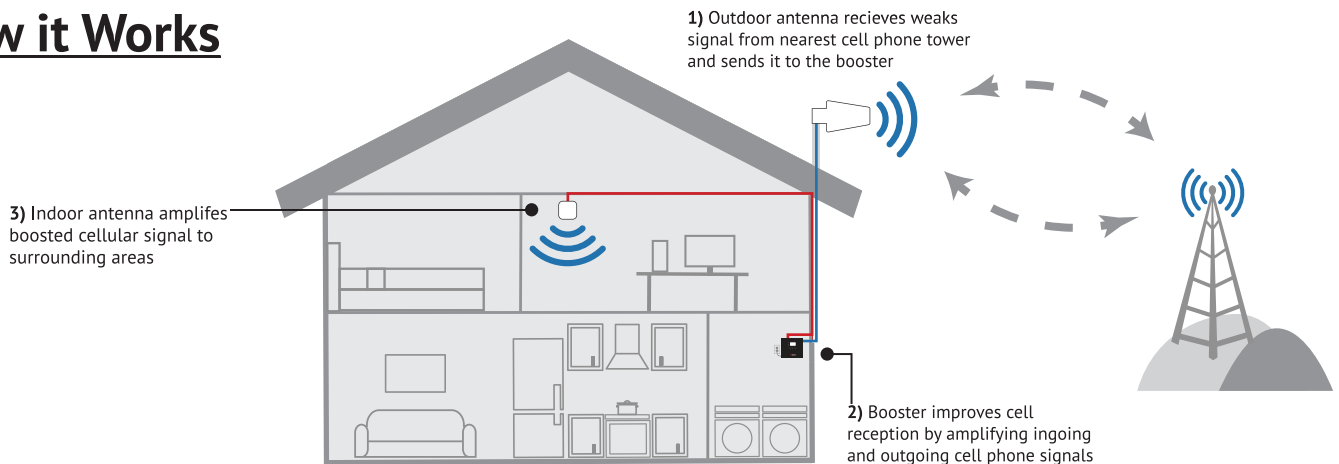 w it Works
1) Outdoor antenna recieves weaks
signal from nearest cell phone tower
and sends it to the booster
3) Indoor antenna amplifes
boosted cellular signal to
surrounding areas
2) Booster improves cell
reception by amplifying ingoing
and outgoing cell phone signals